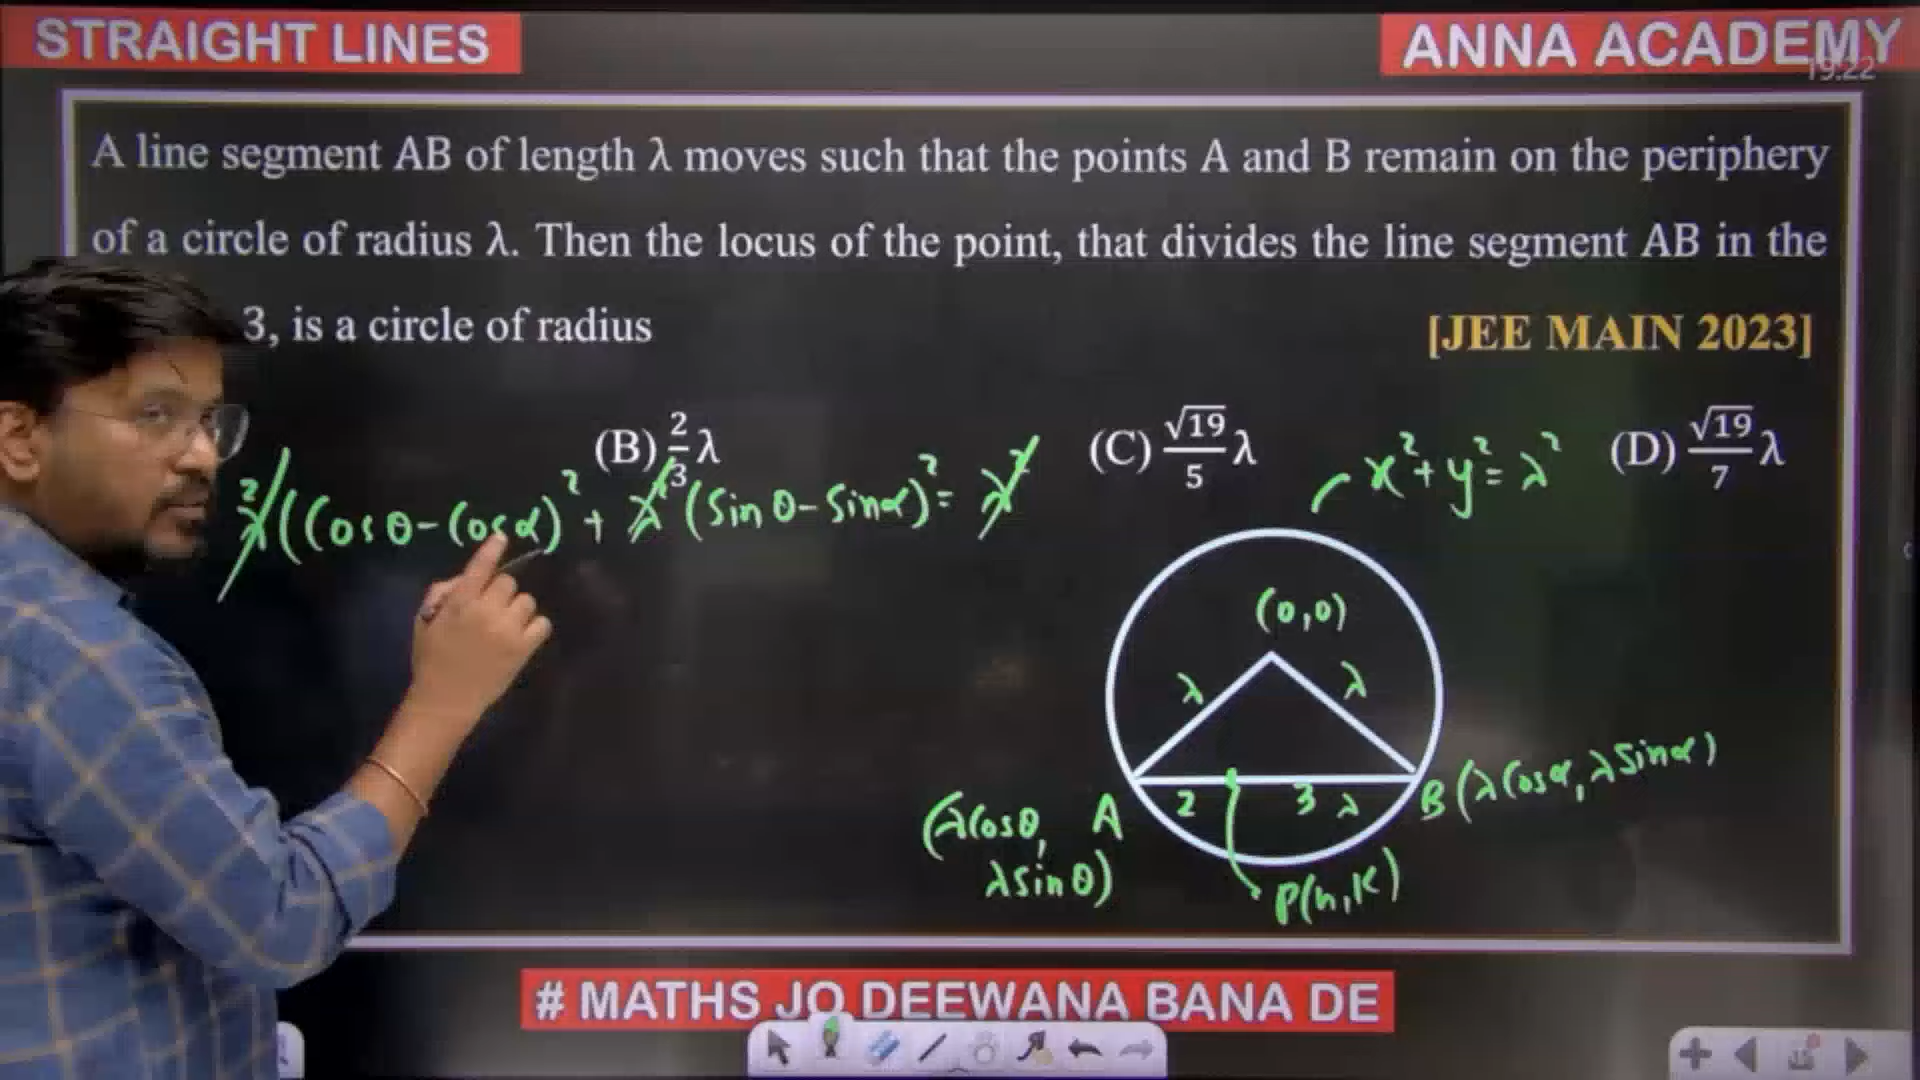 STRAIGHT LINES
ANNA ACADEMY
19:22
A line segment AB of length λ moves such that the points A and B remain on the periphery
of a circle of radius λ. Then the locus of the point, that divides the line segment AB in the
3, is a circle of radius
[JEE MAIN 2023]
(B) 2/3 λ
(C) √19/5 λ
(D) √19/7 λ
x² + y² = λ²
λ²(Cosθ - Cosα)² + λ²(Sinθ - Sinα)² = λ²
(0,0)
λ λ
2 3 λ
(λCosθ, λSinθ) A
B (λCosα, λSinα)
P(h,K)
# MATHS JO DEEWANA BANA DE